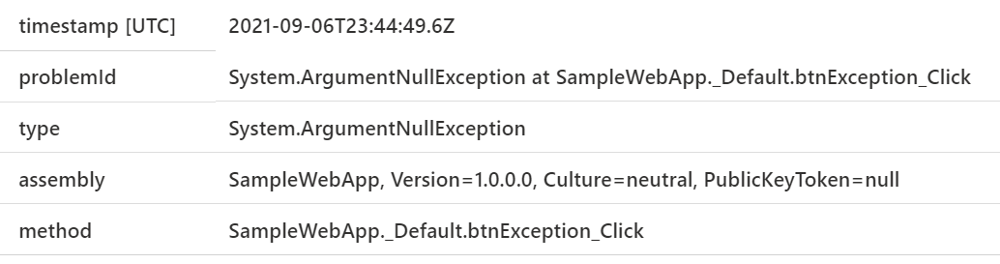 timestamp [UTC] 2021-09-06T23:44:49.6Z
problemId System.ArgumentNullException at SampleWebApp._Default.btnException_Click
type System.ArgumentNullException
assembly SampleWebApp, Version=1.0.0.0, Culture=neutral, PublicKeyToken=null
method SampleWebApp._Default.btnException_Click